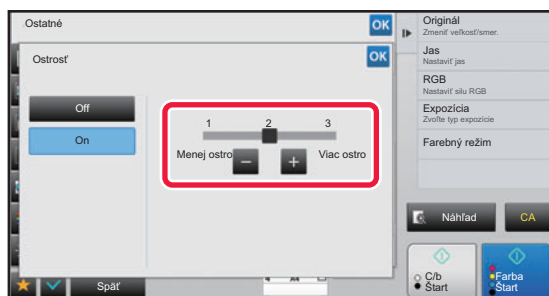 Ostatné
OK
Ostrosť
OK
Off
On
1 2 3
Menej ostro
Viac ostro
Späť
A4
Originál
Zmeniť veľkosť/smer.
Jas
Nastaviť jas
RGB
Nastaviť silu RGB
Expozícia
Zvoľte typ expozície
Farebný režim
Náhľad
CA
C/b
Štart
Farba
Štart